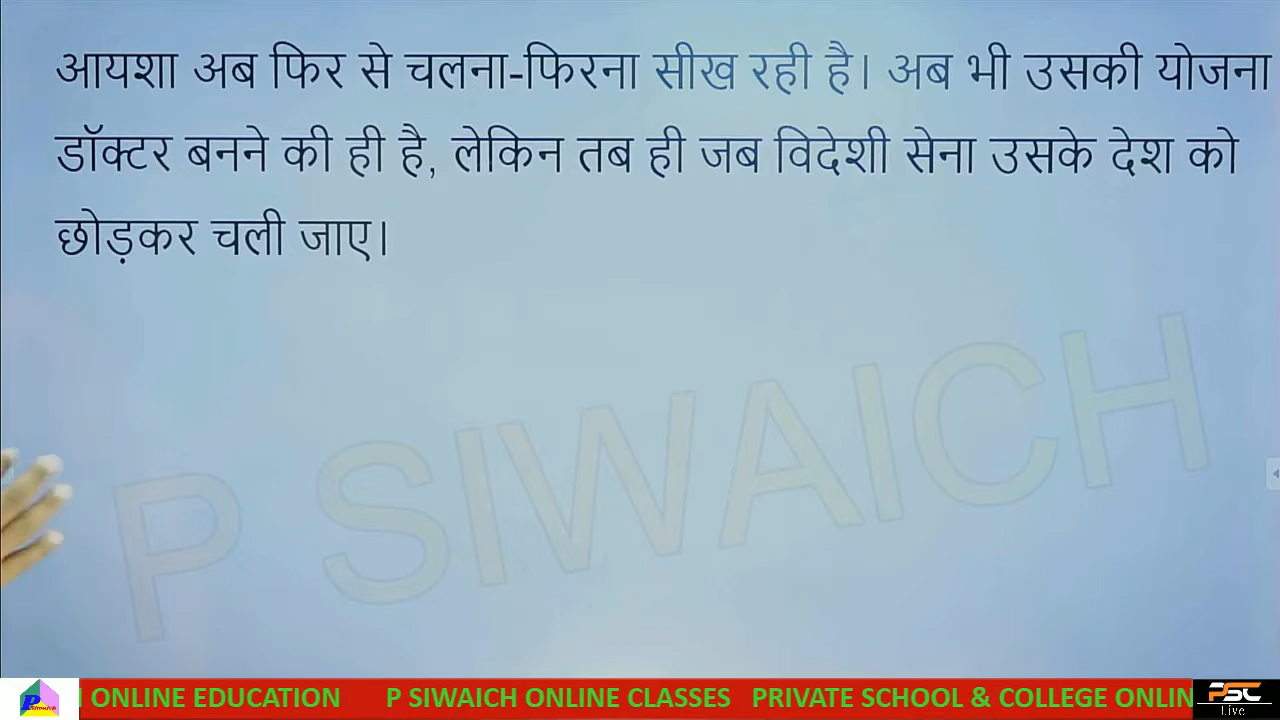 आयशा अब फिर से चलना-फिरना सीख रही है। अब भी उसकी योजना
डॉक्टर बनने की ही है, लेकिन तब ही जब विदेशी सेना उसके देश को
छोड़कर चली जाए।
P SIWAICH
ONLINE EDUCATION P SIWAICH ONLINE CLASSES PRIVATE SCHOOL & COLLEGE ONLIN
PSC
Live